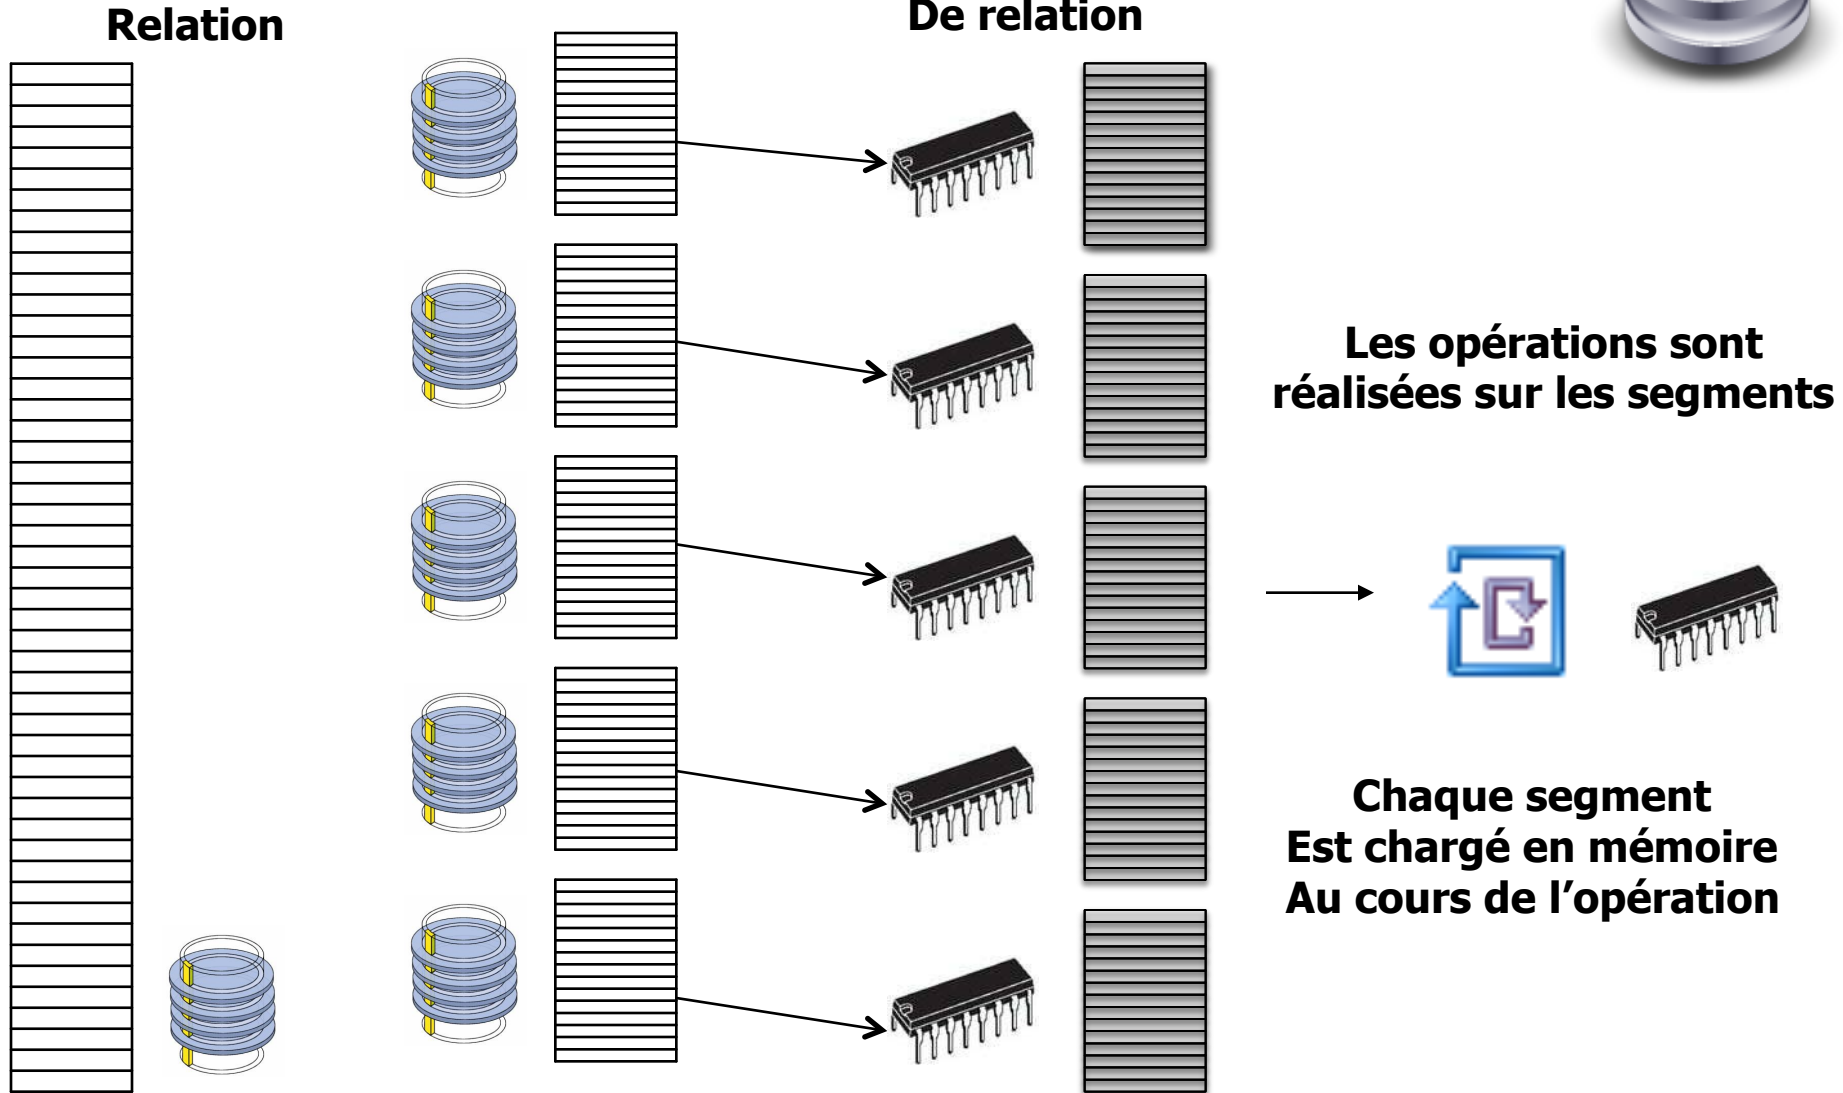 Relation
De relation
Les opérations sont
réalisées sur les segments
Chaque segment
Est chargé en mémoire
Au cours de l’opération